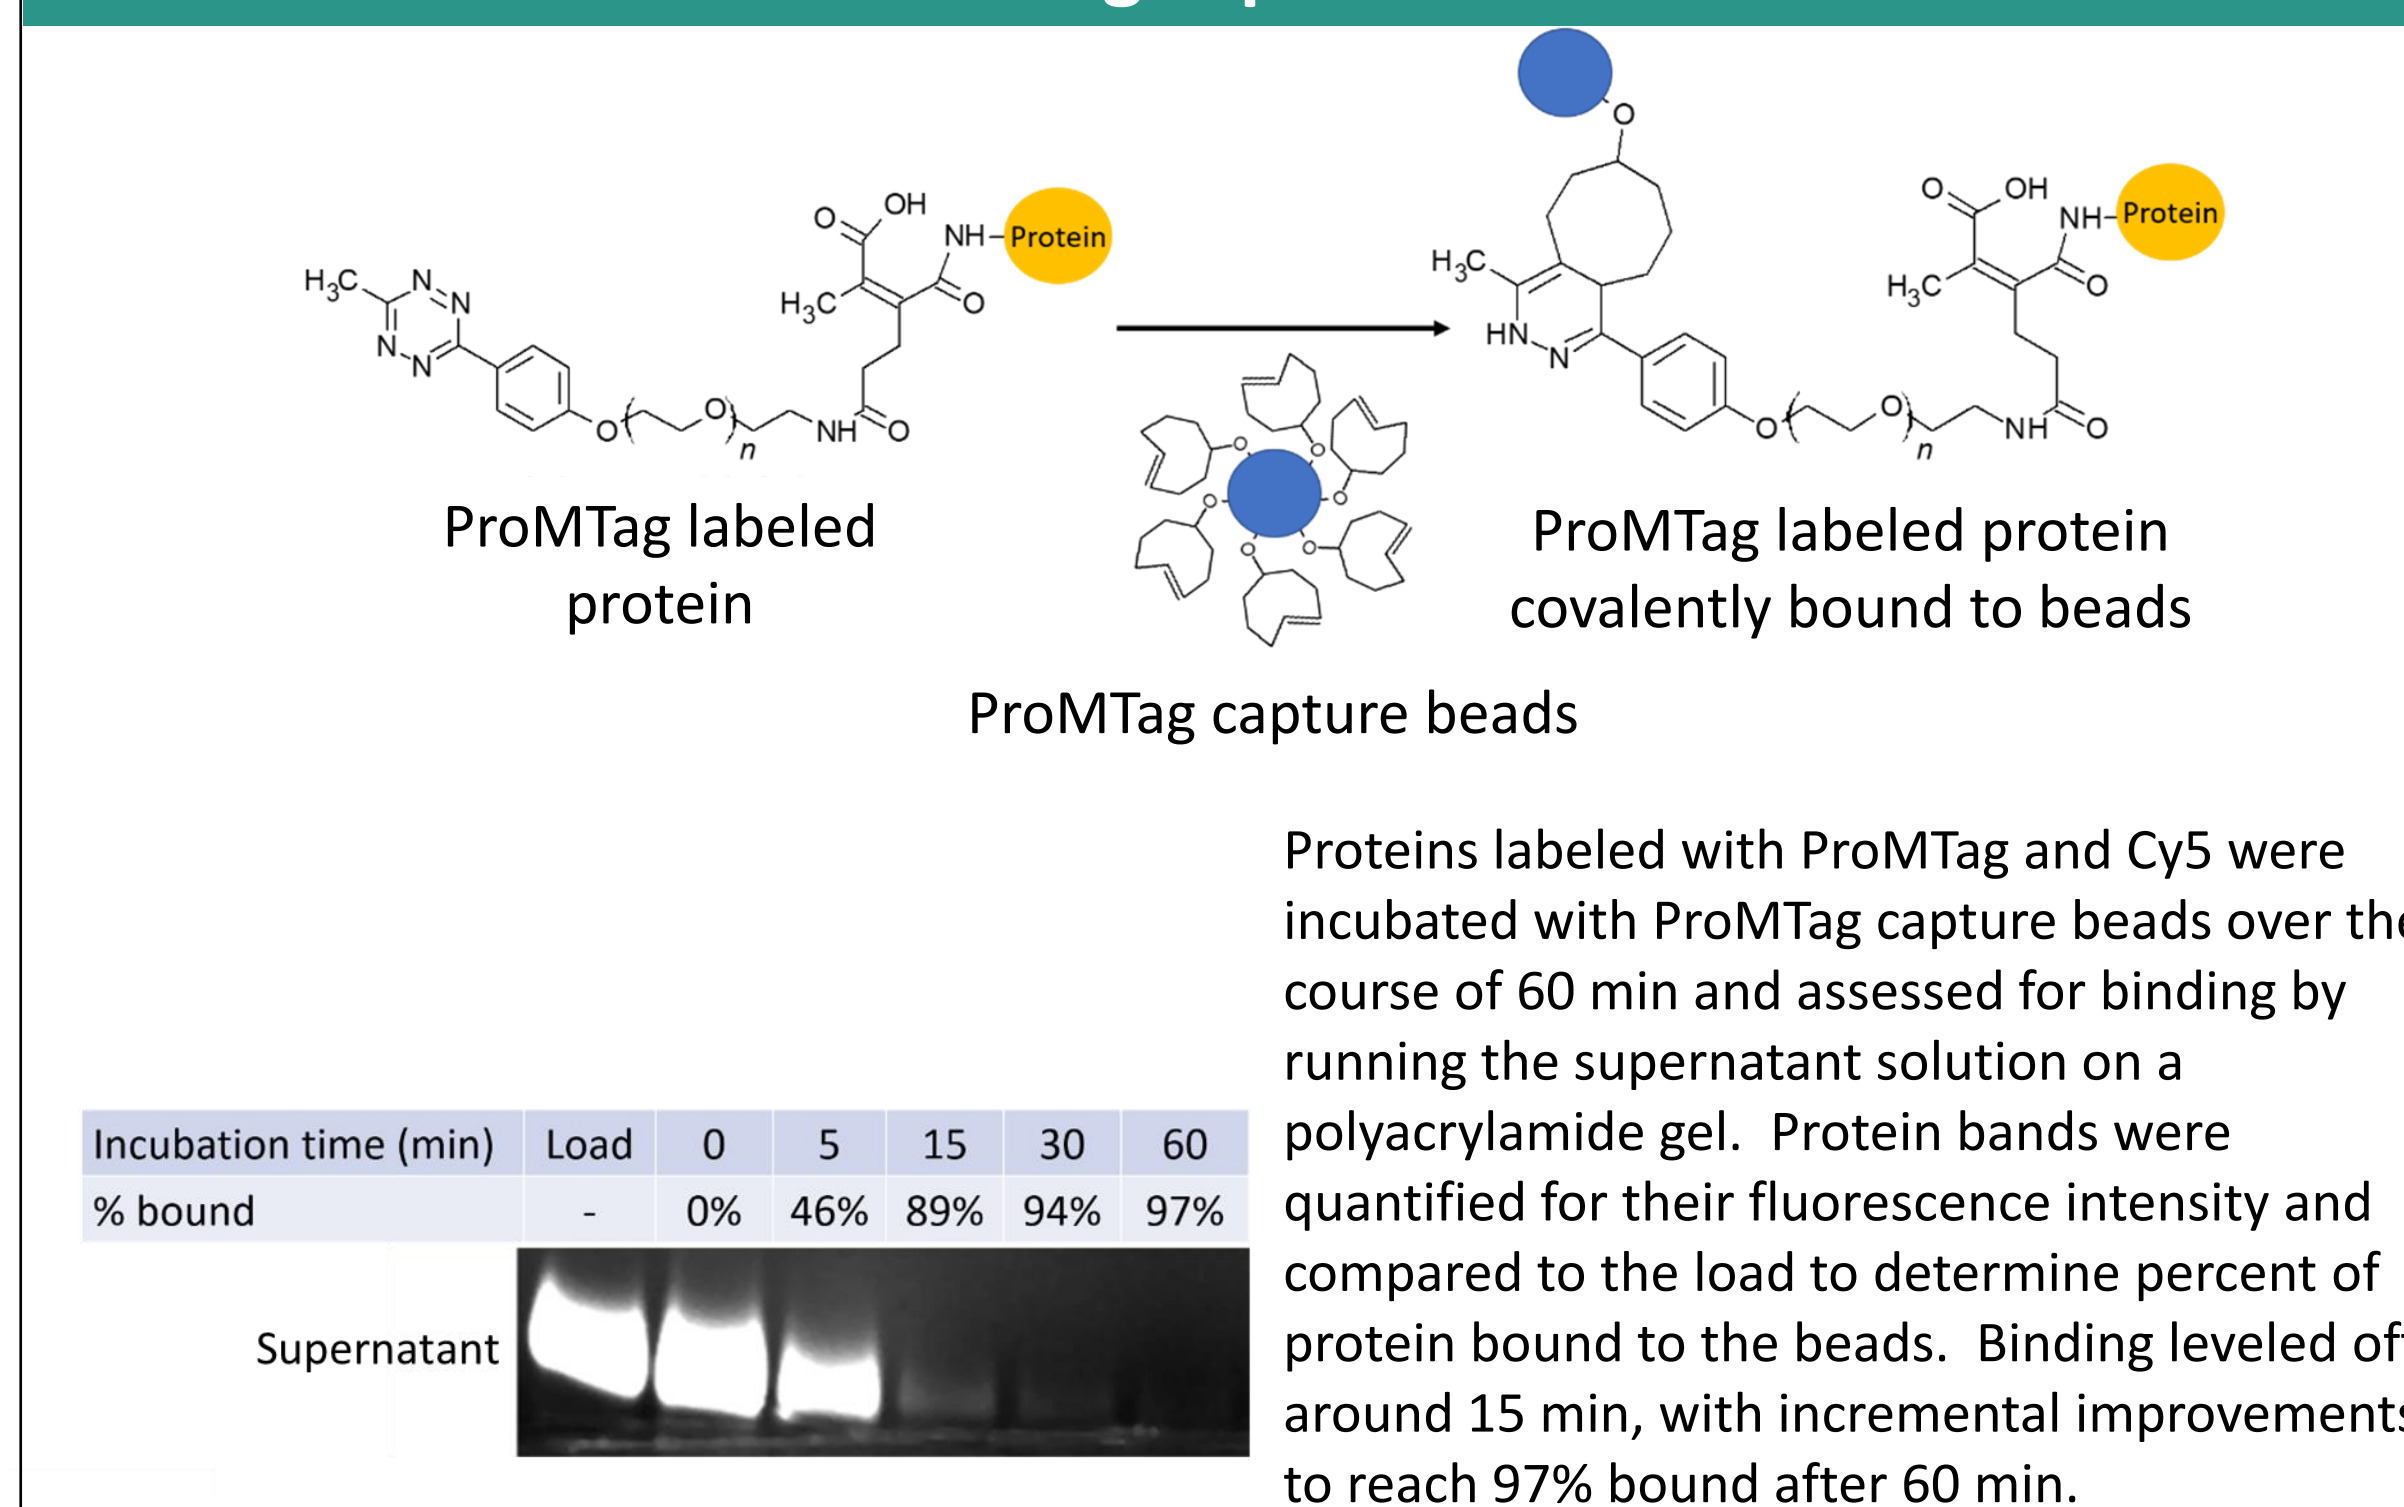 O
H3C
N
N
N
N
O
OH
NH
Protein
H3C
O
O
O
n
NH
O
O
H3C
HN
N
O
OH
NH
Protein
H3C
O
O
O
n
NH
O
O
O
O
O
O
O
ProMTag labeled
protein
ProMTag labeled protein
covalently bound to beads
ProMTag capture beads
Proteins labeled with ProMTag and Cy5 were
incubated with ProMTag capture beads over the
course of 60 min and assessed for binding by
running the supernatant solution on a
polyacrylamide gel. Protein bands were
quantified for their fluorescence intensity and
compared to the load to determine percent of
protein bound to the beads. Binding leveled off
around 15 min, with incremental improvements
to reach 97% bound after 60 min.
Incubation time (min) Load 0 5 15 30 60
% bound - 0% 46% 89% 94% 97%
Supernatant